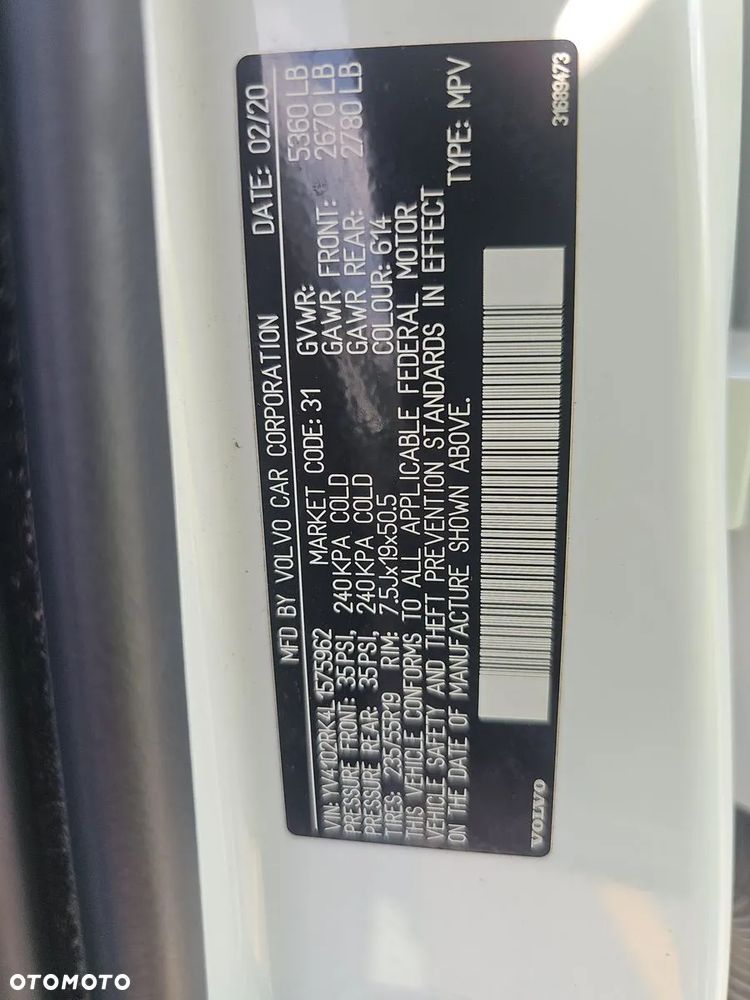 MFD BY VOLVO CAR CORPORATION DATE: 02/20
VIN: YV4102RK4L1575962 MARKET CODE: 31 GVWR: 5360 LB
PRESSURE FRONT: 35PSI, 240KPA COLD GAWR FRONT: 2670 LB
PRESSURE REAR: 35PSI, 240KPA COLD GAWR REAR: 2780 LB
TIRES: 235/55R19 RIM: 7.5Jx19x50.5 COLOUR: 614
THIS VEHICLE CONFORMS TO ALL APPLICABLE FEDERAL MOTOR
VEHICLE SAFETY AND THEFT PREVENTION STANDARDS IN EFFECT
ON THE DATE OF MANUFACTURE SHOWN ABOVE. TYPE: MPV
VOLVO 31689473
OTOMOTO